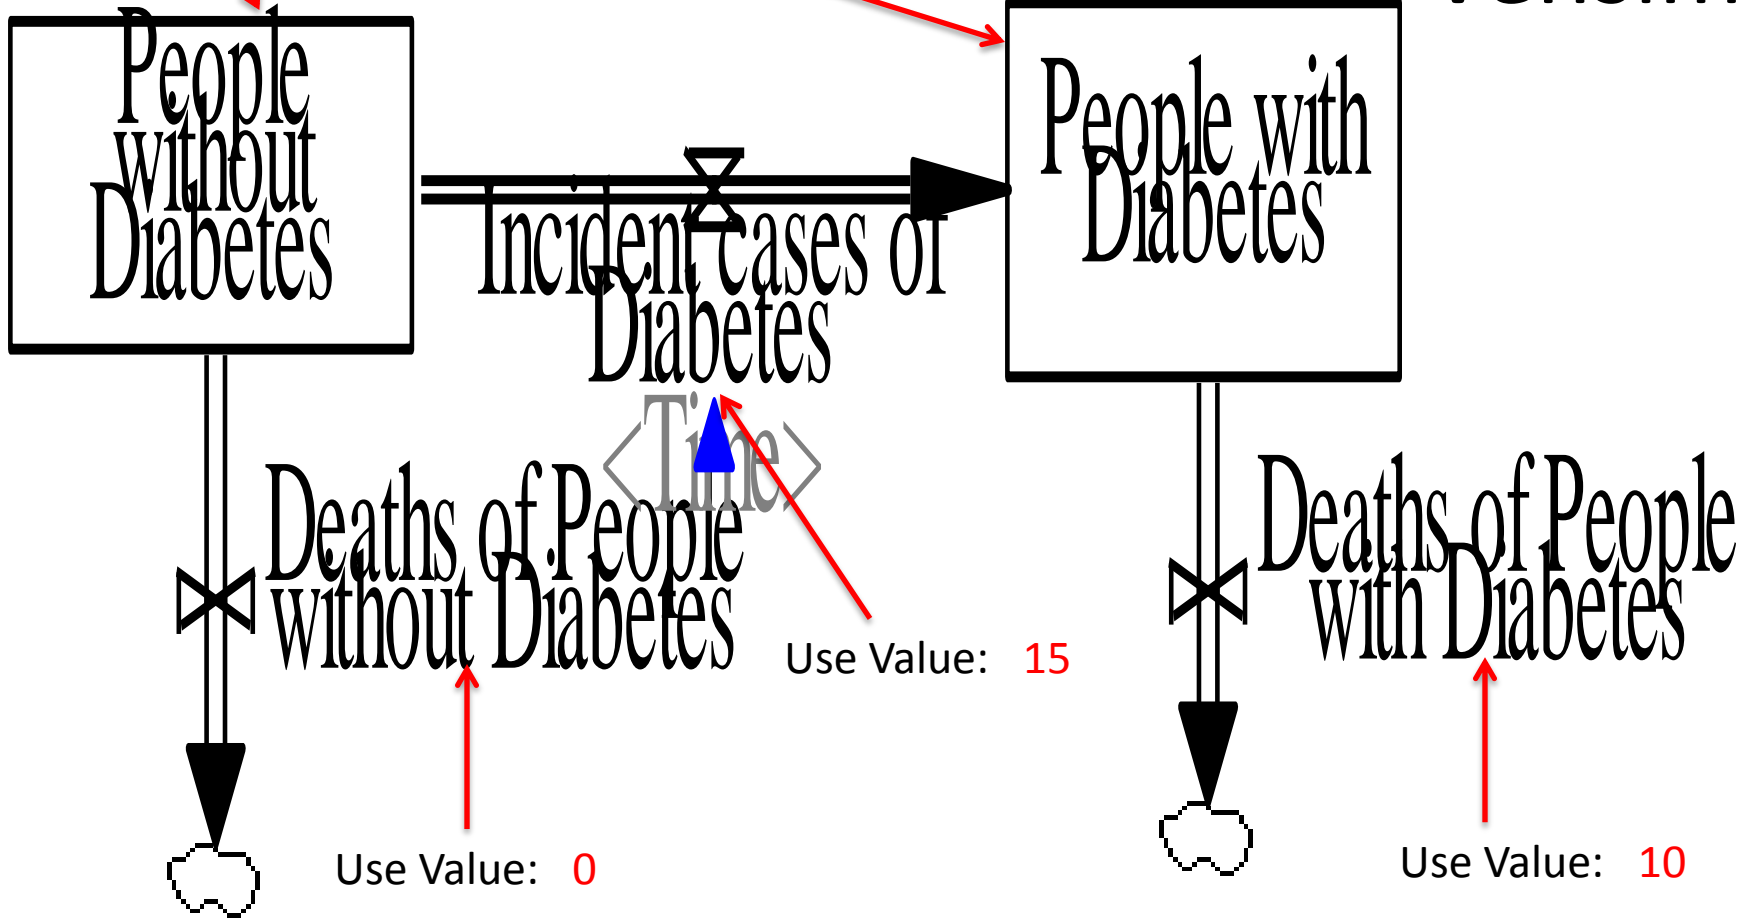 People
without
Diabetes
People with
Diabetes
Incident cases of
Diabetes
<Time>
Deaths of People
without Diabetes
Deaths of People
with Diabetes
Use Value: 15
Use Value: 0
Use Value: 10